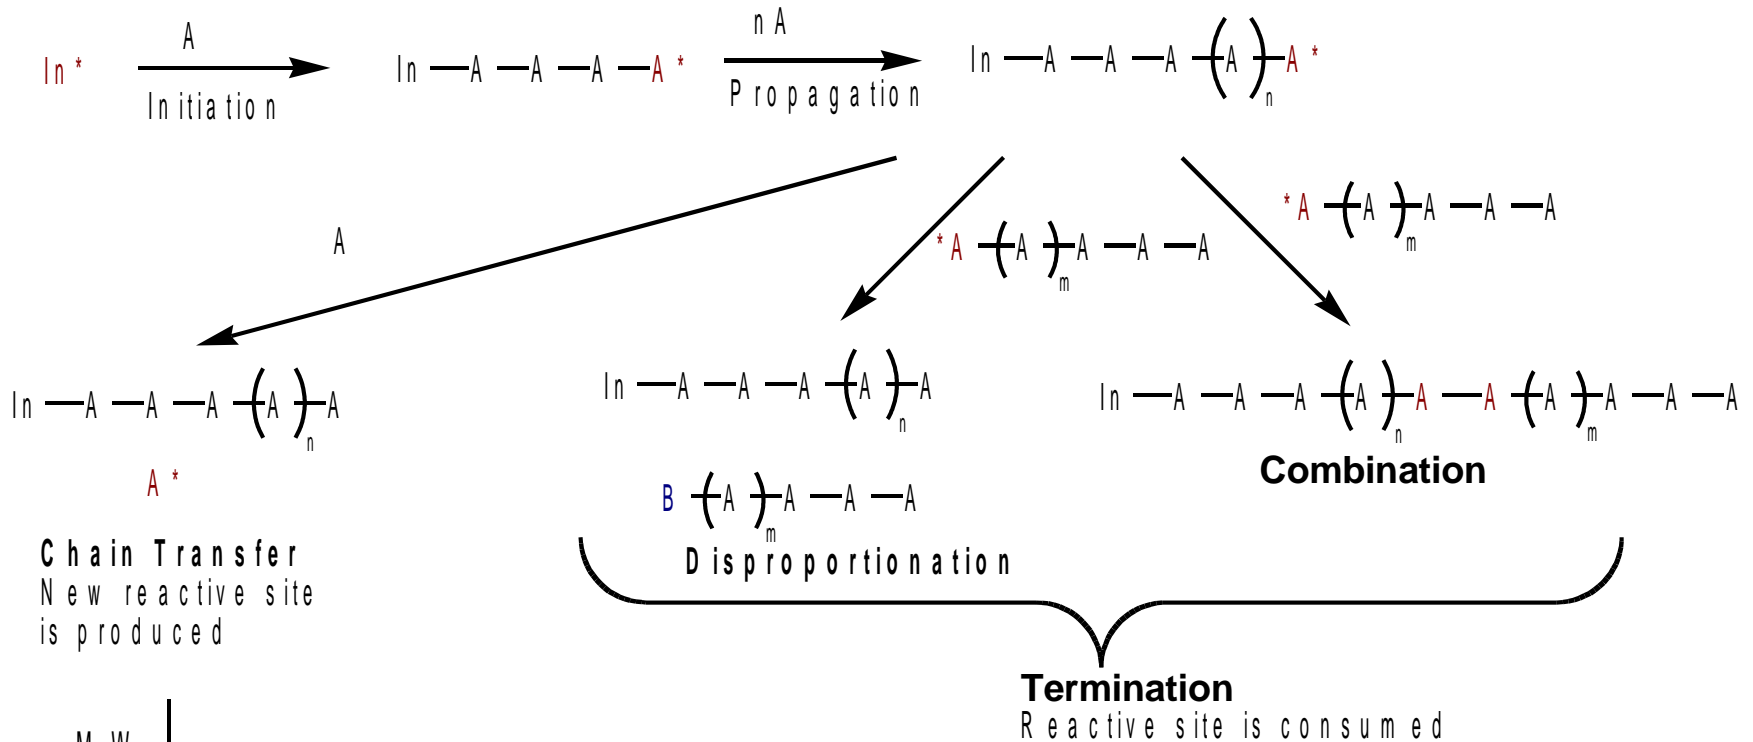 A
n A
In * In —A —A —A —A * In —A —A —A —( A )—A *
n
Initiation
Propagation
*A —( A )—A —A —A
m
A
*A —( A )—A —A —A
m
In —A —A —A —( A )—A
n
In —A —A —A —( A )—A
n
In —A —A —A —( A )—A —A —( A )—A —A —A
n m
A *
B —( A )—A —A —A
m
Combination
Chain Transfer
New reactive site
is produced
Disproportionation
Termination
Reactive site is consumed
M W